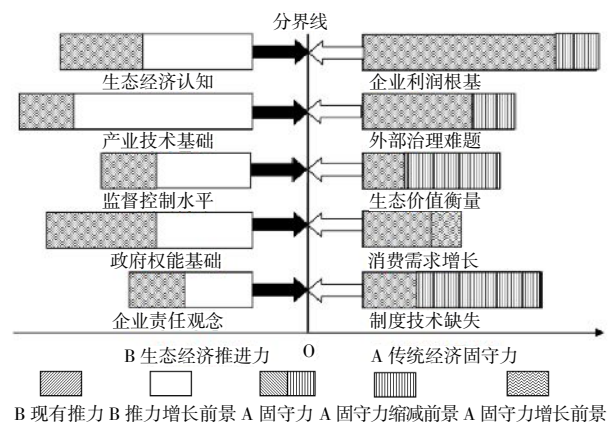 分界线
生态经济认知 企业利润根基
产业技术基础 外部治理难题
监督控制水平 生态价值衡量
政府权能基础 消费需求增长
企业责任观念 制度技术缺失
B 生态经济推进力 O A 传统经济固守力
B 现有推力 B 推力增长前景 A 固守力 A 固守力缩减前景 A 固守力增长前景